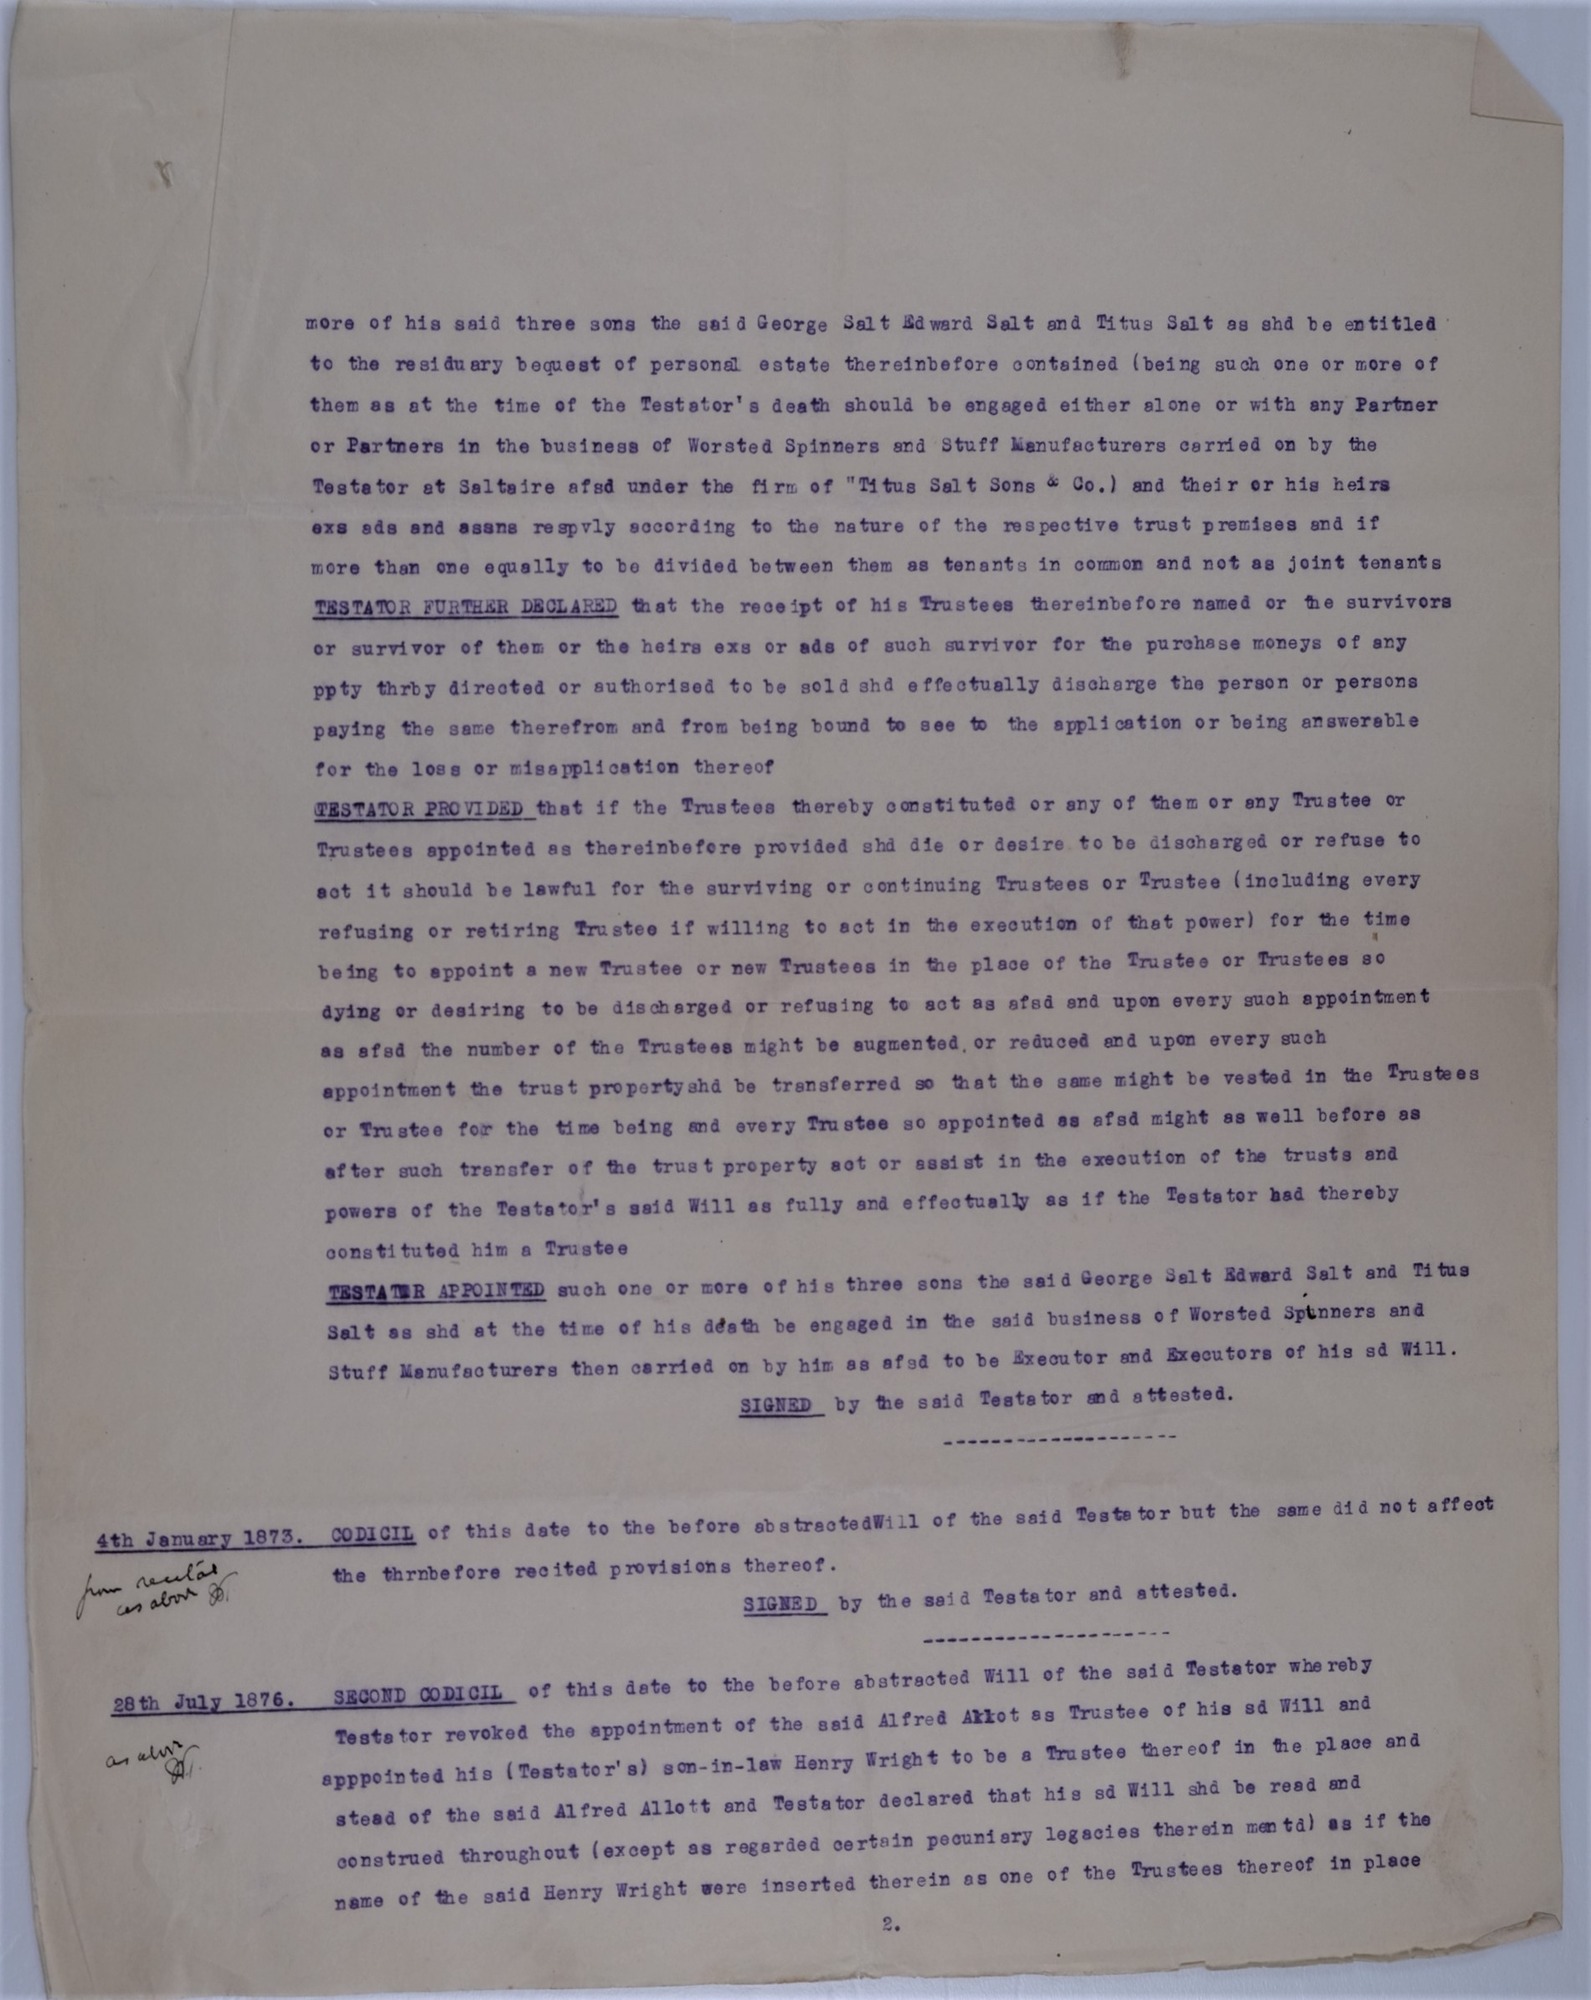 more of his said three sons the said George Salt Edward Salt and Titus Salt as shd be entitled
to the residuary bequest of personal estate thereinbefore contained (being such one or more of
them as at the time of the Testator's death should be engaged either alone or with any Partner
or Partners in the business of Worsted Spinners and Stuff Manufacturers carried on by the
Testator at Saltaire afsd under the firm of "Titus Salt Sons & Co.) and their or his heirs
exs ads and assns respvly according to the nature of the respective trust premises and if
more than one equally to be divided between them as tenants in common and not as joint tenants
TESTATOR FURTHER DECLARED that the receipt of his Trustees thereinbefore named or the survivors
or survivor of them or the heirs exs or ads of such survivor for the purchase moneys of any
ppty thrby directed or authorised to be sold shd effectually discharge the person or persons
paying the same therefrom and from being bound to see to the application or being answerable
for the loss or misapplication thereof
TESTATOR PROVIDED that if the Trustees thereby constituted or any of them or any Trustee or
Trustees appointed as thereinbefore provided shd die or desire to be discharged or refuse to
act it should be lawful for the surviving or continuing Trustees or Trustee (including every
refusing or retiring Trustee if willing to act in the execution of that power) for the time
being to appoint a new Trustee or new Trustees in the place of the Trustee or Trustees so
dying or desiring to be discharged or refusing to act as afsd and upon every such appointment
as afsd the number of the Trustees might be augmented, or reduced and upon every such
appointment the trust propertyshd be transferred so that the same might be vested in the Trustees
or Trustee for the time being and every Trustee so appointed as afsd might as well before as
after such transfer of the trust property act or assist in the execution of the trusts and
powers of the Testator's said Will as fully and effectually as if the Testator had thereby
constituted him a Trustee
TESTATOR APPOINTED such one or more of his three sons the said George Salt Edward Salt and Titus
Salt as shd at the time of his death be engaged in the said business of Worsted Spinners and
Stuff Manufacturers then carried on by him as afsd to be Executor and Executors of his sd Will.
SIGNED by the said Testator and attested.
--------------------
4th January 1873. CODICIL of this date to the before abstractedWill of the said Testator but the same did not affect
the thrnbefore recited provisions thereof.
from recital
as above
SIGNED by the said Testator and attested.
---------------------
28th July 1876. SECOND CODICIL of this date to the before abstracted Will of the said Testator whereby
Testator revoked the appointment of the said Alfred Allot as Trustee of his sd Will and
as above
apppointed his (Testator's) son-in-law Henry Wright to be a Trustee thereof in the place and
stead of the said Alfred Allott and Testator declared that his sd Will shd be read and
construed throughout (except as regarded certain pecuniary legacies therein mentd) as if the
name of the said Henry Wright were inserted therein as one of the Trustees thereof in place
2.